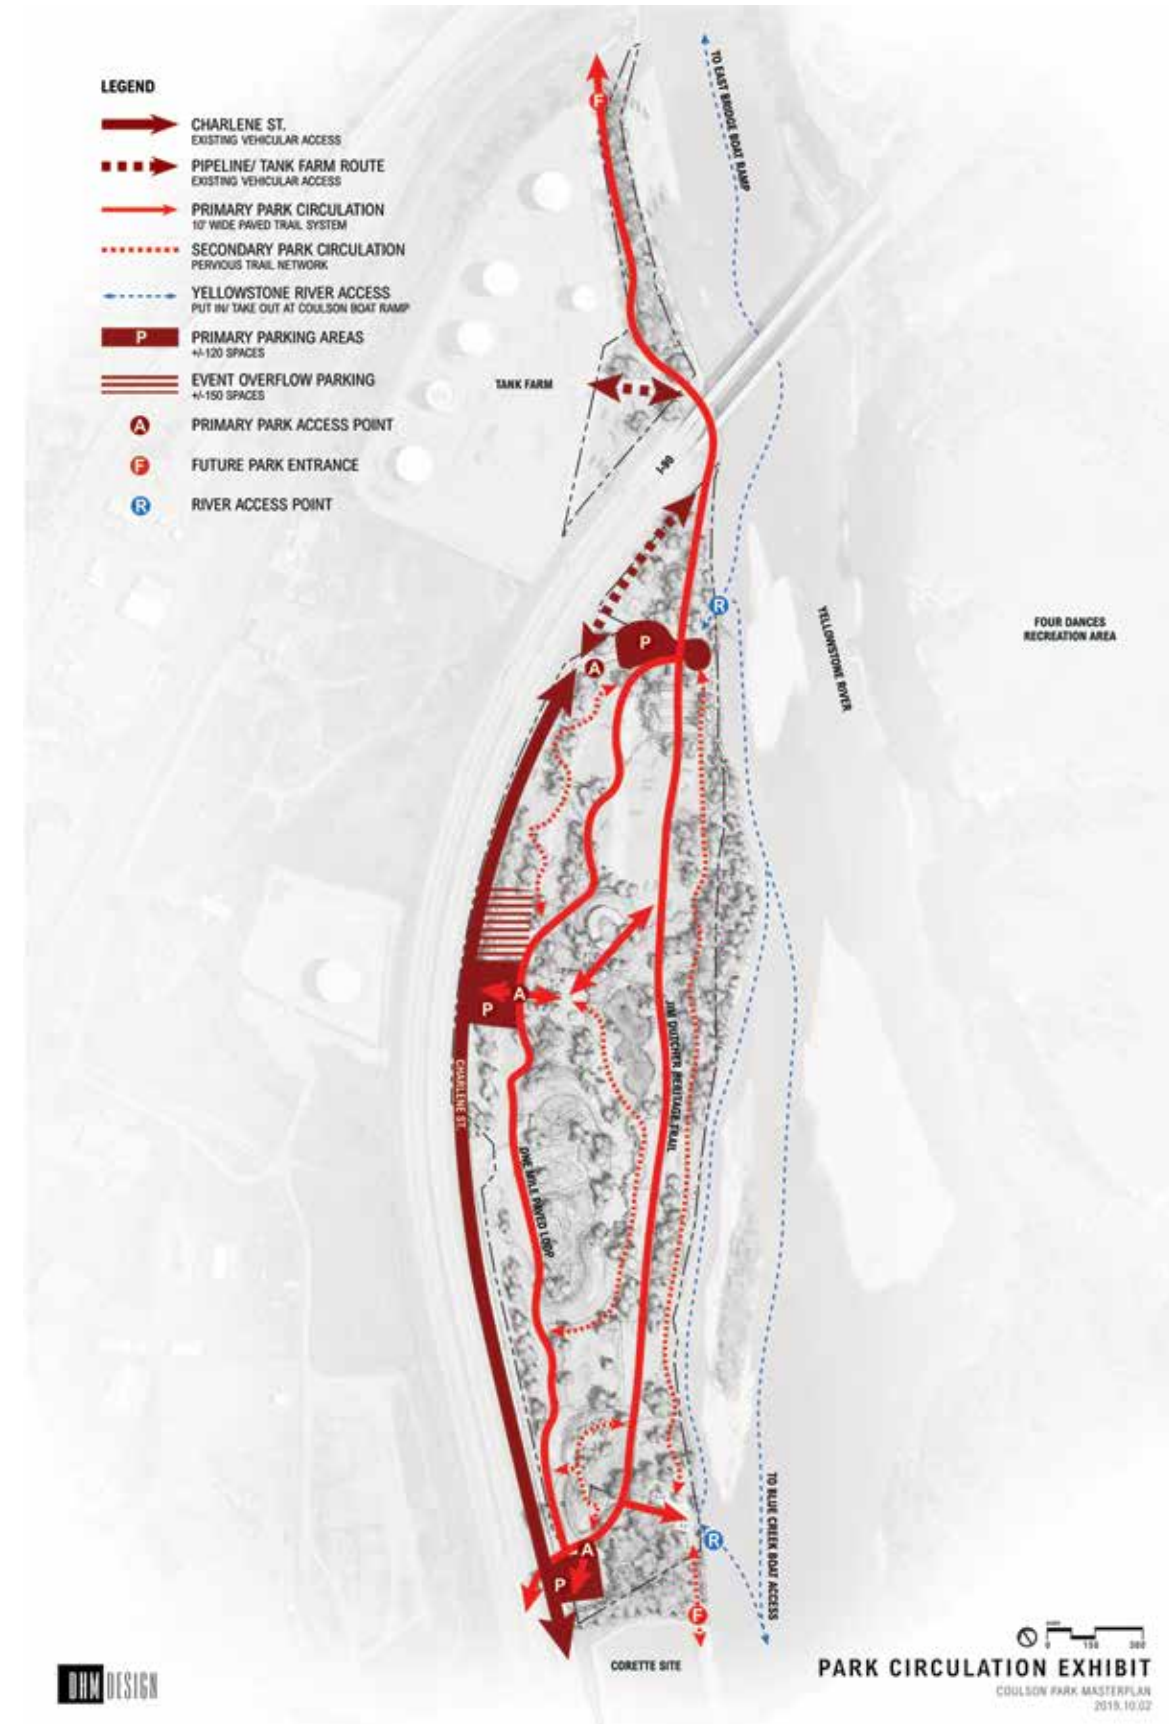 LEGEND
CHARLENE ST.
EXISTING VEHICULAR ACCESS
PIPELINE/ TANK FARM ROUTE
EXISTING VEHICULAR ACCESS
PRIMARY PARK CIRCULATION
10' WIDE PAVED TRAIL SYSTEM
SECONDARY PARK CIRCULATION
PERVIOUS TRAIL NETWORK
YELLOWSTONE RIVER ACCESS
PUT IN/ TAKE OUT AT COULSON BOAT RAMP
P
PRIMARY PARKING AREAS
+/-120 SPACES
EVENT OVERFLOW PARKING
+/-150 SPACES
A
PRIMARY PARK ACCESS POINT
F
FUTURE PARK ENTRANCE
R
RIVER ACCESS POINT
F
TO EAST BRIDGE BOAT RAMP
TANK FARM
I-90
R
YELLOWSTONE RIVER
FOUR DANCES
RECREATION AREA
P
A
A
P
JIM DUTCHER HERITAGE TRAIL
CHARLENE ST.
ONE MILE PAVED LOOP
TO BLUE CREEK BOAT ACCESS
R
A
P
F
CORETTE SITE
0 150 300
PARK CIRCULATION EXHIBIT
COULSON PARK MASTERPLAN
2019.10.02
DHM DESIGN